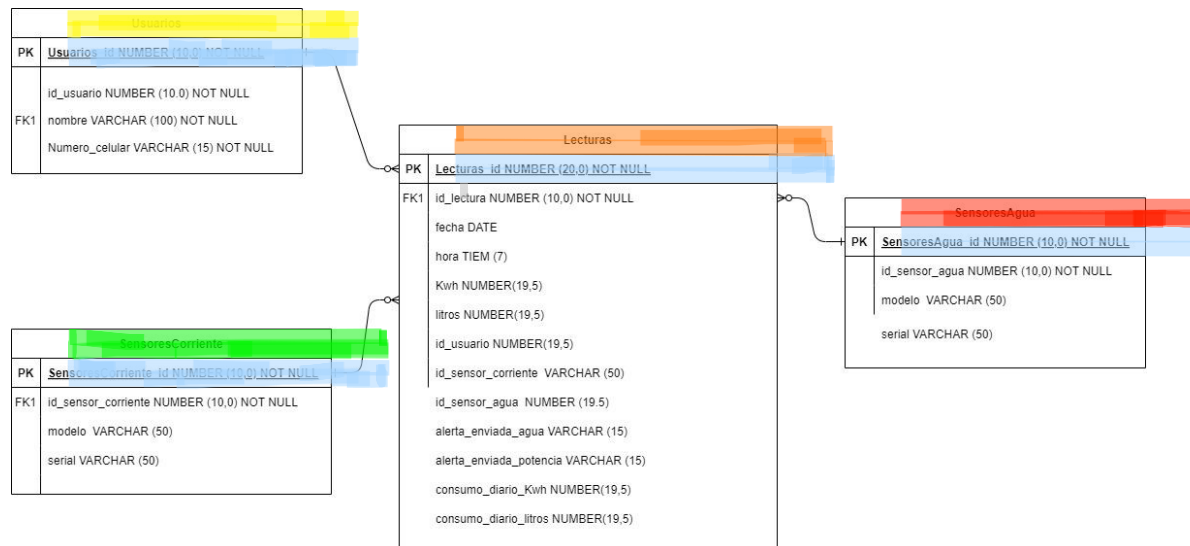 Usuarios
PK Usuarios_id NUMBER (10,0) NOT NULL
id_usuario NUMBER (10.0) NOT NULL
FK1 nombre VARCHAR (100) NOT NULL
Numero_celular VARCHAR (15) NOT NULL
Lecturas
PK Lecturas_id NUMBER (20,0) NOT NULL
FK1 id_lectura NUMBER (10,0) NOT NULL
fecha DATE
hora TIEM (7)
Kwh NUMBER(19,5)
litros NUMBER(19,5)
id_usuario NUMBER(19,5)
id_sensor_corriente VARCHAR (50)
id_sensor_agua NUMBER (19.5)
alerta_enviada_agua VARCHAR (15)
alerta_enviada_potencia VARCHAR (15)
consumo_diario_Kwh NUMBER(19,5)
consumo_diario_litros NUMBER(19,5)
SensoresAgua
PK SensoresAgua_id NUMBER (10,0) NOT NULL
id_sensor_agua NUMBER (10,0) NOT NULL
modelo VARCHAR (50)
serial VARCHAR (50)
SensoresCorriente
PK SensoresCorriente_id NUMBER (10,0) NOT NULL
FK1 id_sensor_corriente NUMBER (10,0) NOT NULL
modelo VARCHAR (50)
serial VARCHAR (50)